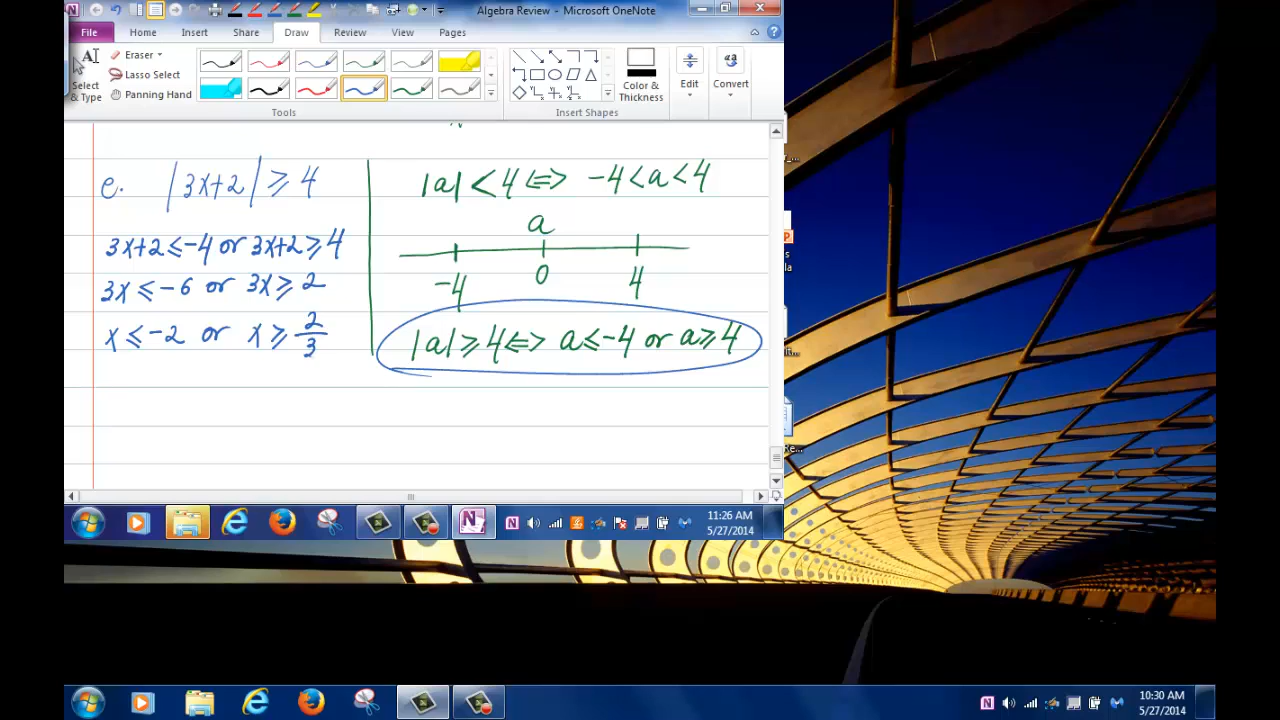 Algebra Review - Microsoft OneNote
File Home Insert Share Draw Review View Pages
Select & Type
Eraser
Lasso Select
Panning Hand
Tools
Insert Shapes
Color & Thickness
Edit
Convert
e. |3x+2| ⩾ 4
3x+2 ≤ -4 or 3x+2 ⩾ 4
3x ≤ -6 or 3x ⩾ 2
x ≤ -2 or x ⩾ 2/3
|a| < 4 ⟺ -4 < a < 4
a
-4 0 4
|a| ⩾ 4 ⟺ a ≤ -4 or a ⩾ 4
11:26 AM
5/27/2014
10:30 AM
5/27/2014